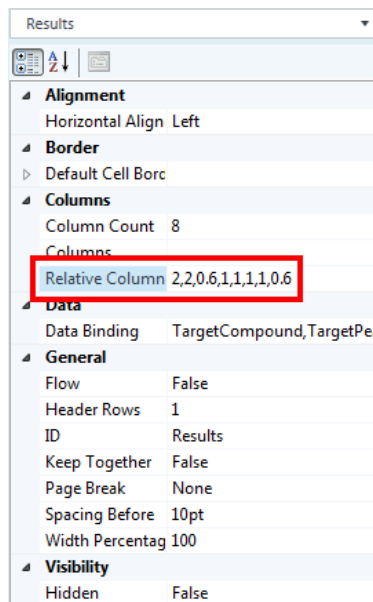 Results
Alignment
Horizontal Align Left
Border
Default Cell Borc
Columns
Column Count 8
Columns
Relative Column 2,2,0.6,1,1,1,1,0.6
Data
Data Binding TargetCompound,TargetPea
General
Flow False
Header Rows 1
ID Results
Keep Together False
Page Break None
Spacing Before 10pt
Width Percentag 100
Visibility
Hidden False